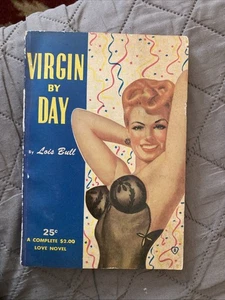 VIRGIN
BY
DAY
BY Lois Bull
25¢
A COMPLETE $2.00
LOVE NOVEL